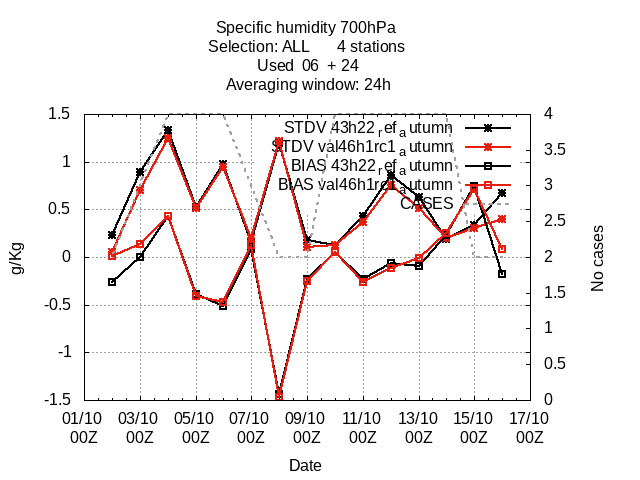 Specific humidity 700hPa
Selection: ALL 4 stations
Used 06 + 24
Averaging window: 24h
STDV 43h22ref_autumn
STDV val46h1rc1_autumn
BIAS 43h22ref_autumn
BIAS val46h1rc1_autumn
CASES
1.5
1
0.5
0
-0.5
-1
-1.5
g/Kg
4
3.5
3
2.5
2
1.5
1
0.5
0
No cases
01/10 03/10 05/10 07/10 09/10 11/10 13/10 15/10 17/10
00Z 00Z 00Z 00Z 00Z 00Z 00Z 00Z 00Z
Date